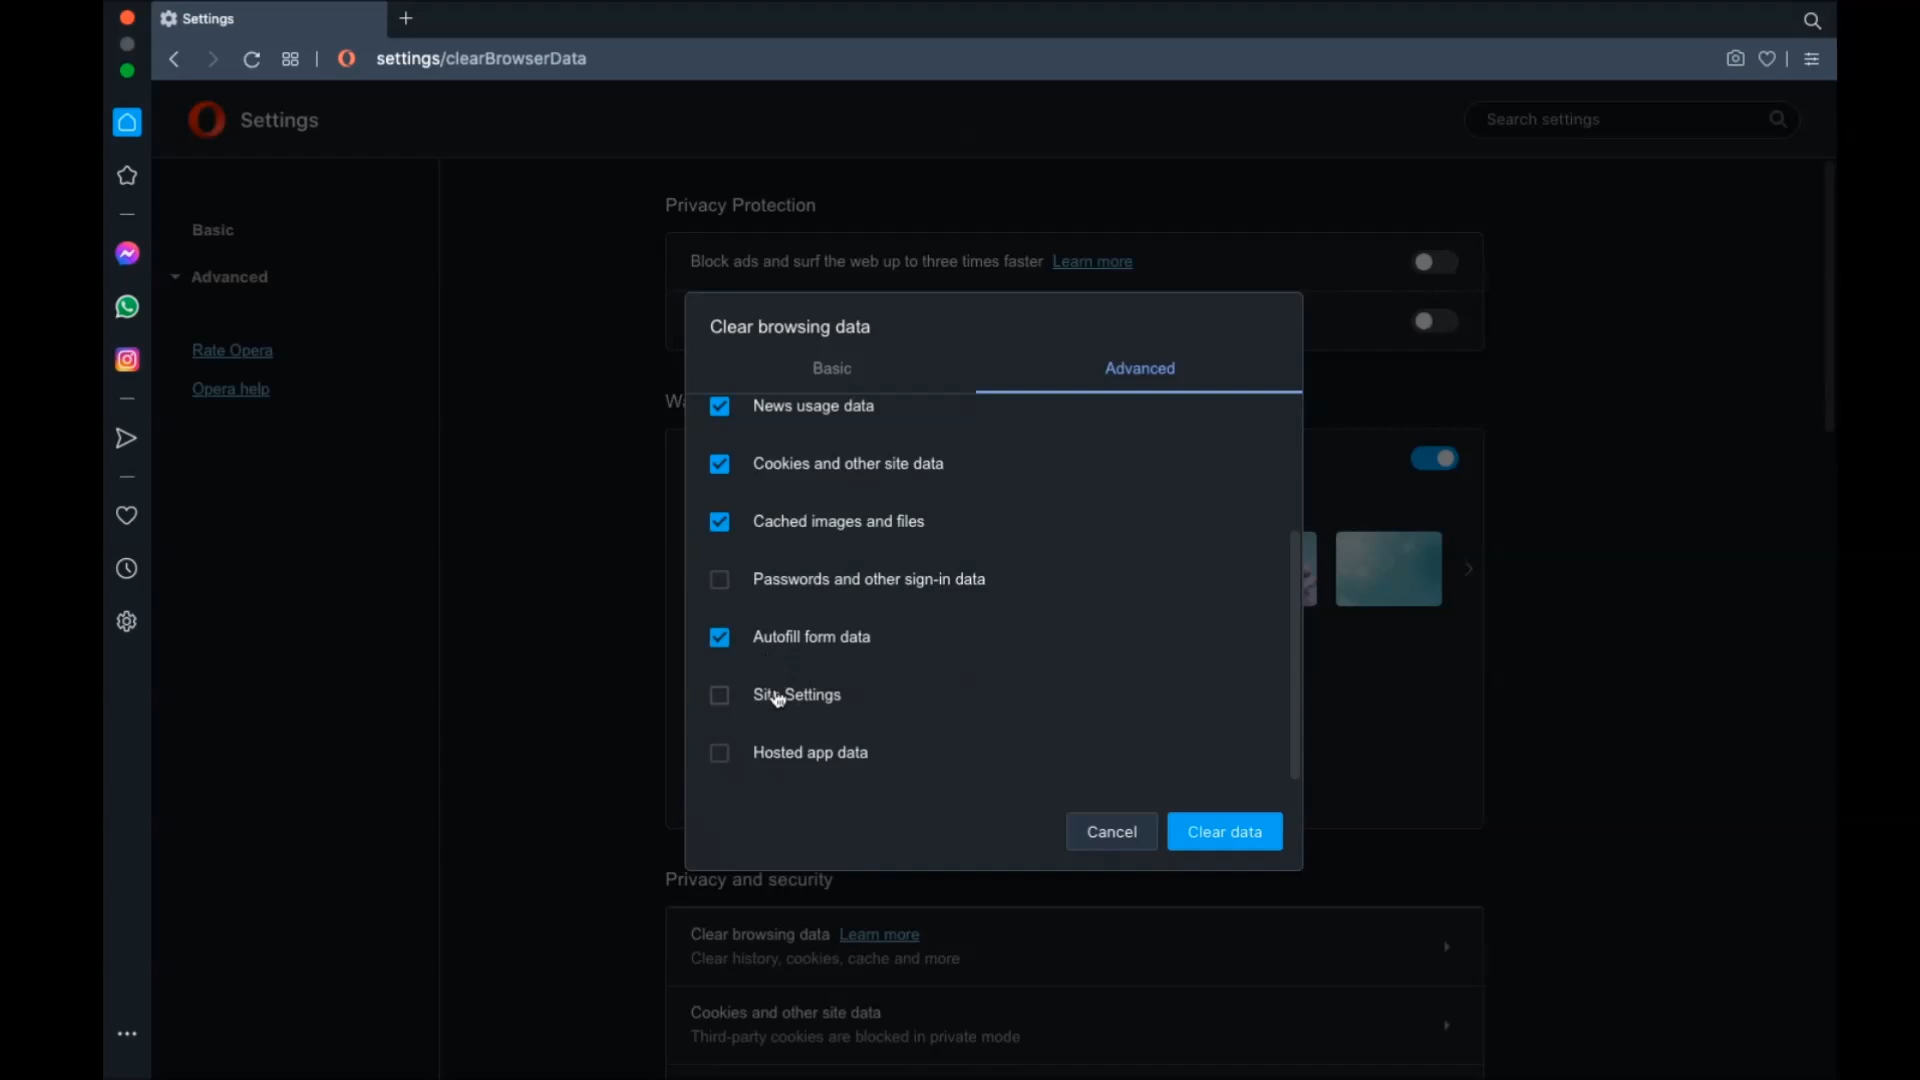 Settings
settings/clearBrowserData
Settings
Search settings
Basic
Advanced
Rate Opera
Opera help
Privacy Protection
Block ads and surf the web up to three times faster Learn more
Clear browsing data
Basic
Advanced
News usage data
Cookies and other site data
Cached images and files
Passwords and other sign-in data
Autofill form data
Site Settings
Hosted app data
Cancel
Clear data
Privacy and security
Clear browsing data Learn more
Clear history, cookies, cache and more
Cookies and other site data
Third-party cookies are blocked in private mode